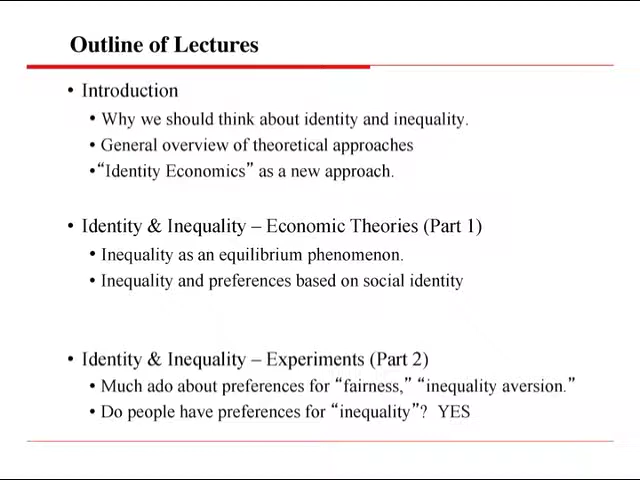 Outline of Lectures
• Introduction
• Why we should think about identity and inequality.
• General overview of theoretical approaches
•“Identity Economics” as a new approach.
• Identity & Inequality – Economic Theories (Part 1)
• Inequality as an equilibrium phenomenon.
• Inequality and preferences based on social identity
• Identity & Inequality – Experiments (Part 2)
• Much ado about preferences for “fairness,” “inequality aversion.”
• Do people have preferences for “inequality”? YES